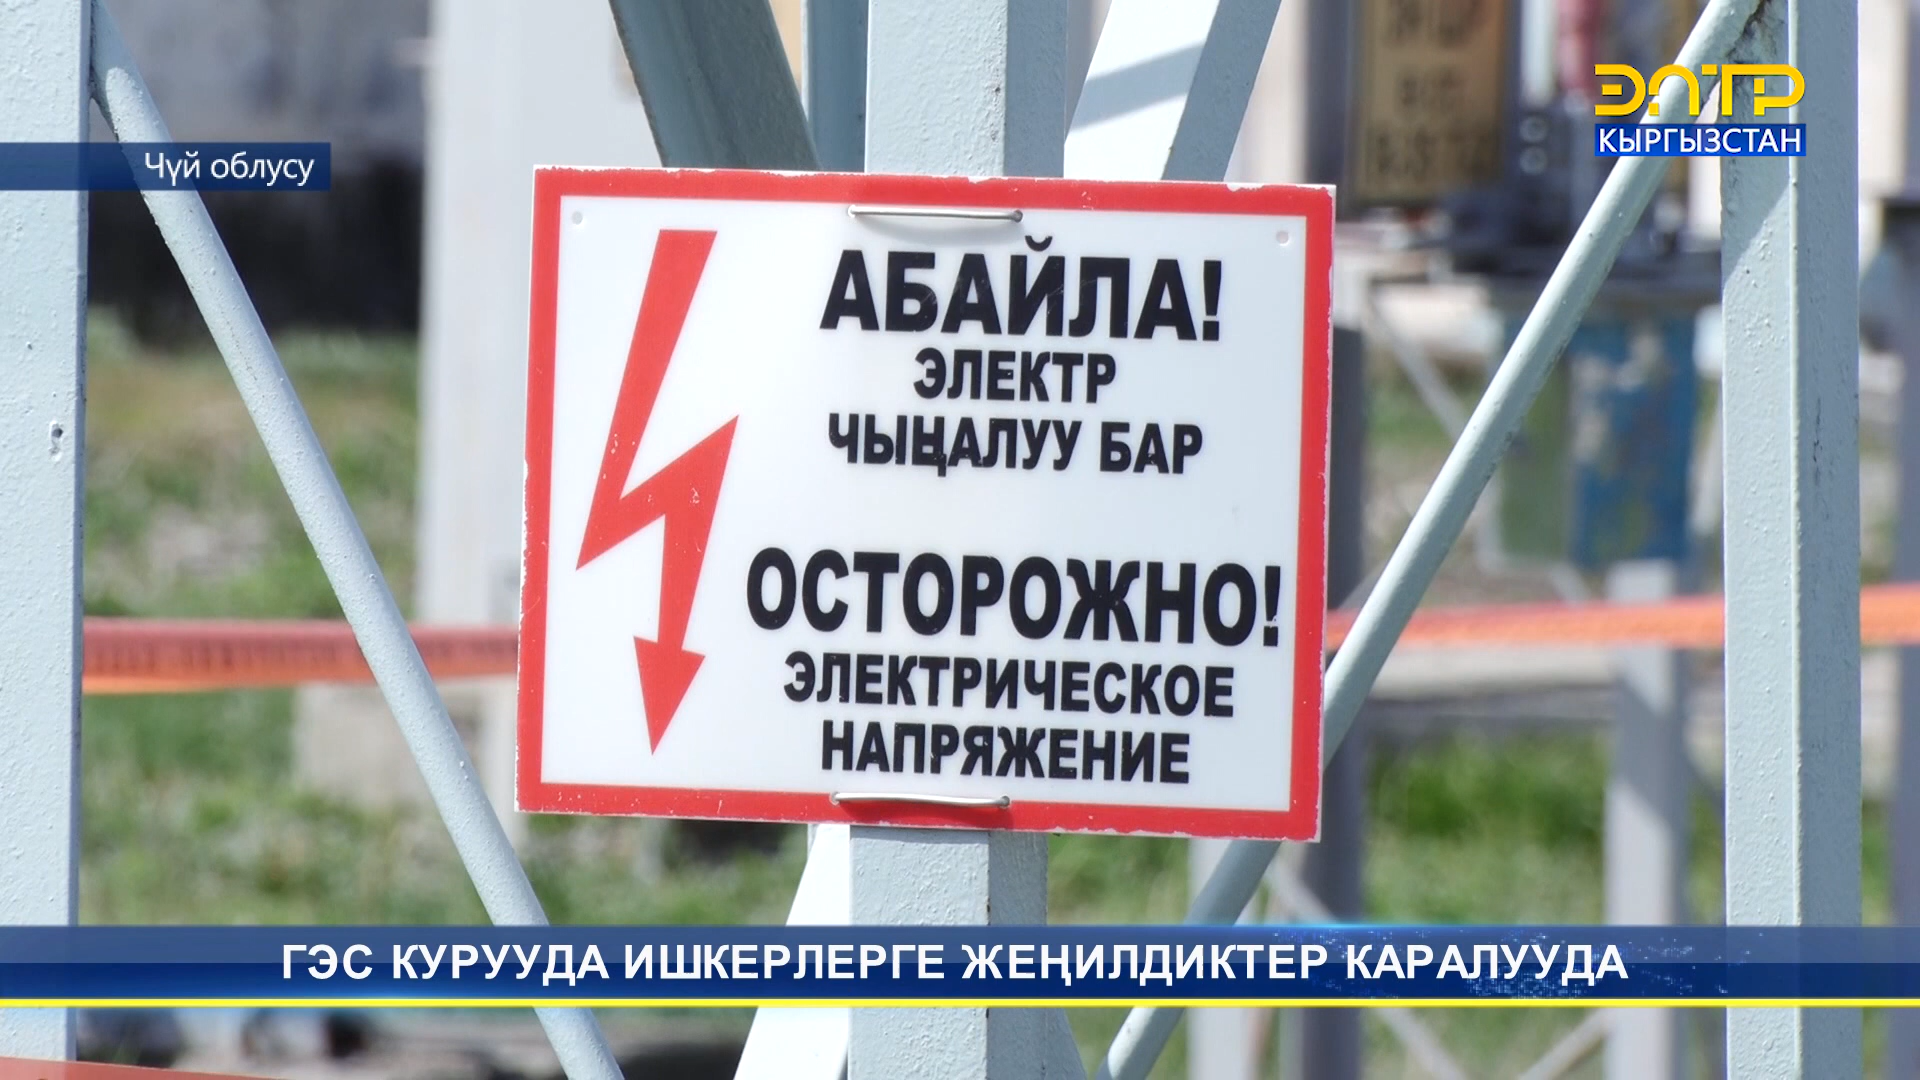 ЭЛТР
КЫРГЫЗСТАН
Чүй облусу
АБАЙЛА!
ЭЛЕКТР
ЧЫҢАЛУУ БАР
ОСТОРОЖНО!
ЭЛЕКТРИЧЕСКОЕ
НАПРЯЖЕНИЕ
ГЭС КУРУУДА ИШКЕРЛЕРГЕ ЖЕҢИЛДИКТЕР КАРАЛУУДА